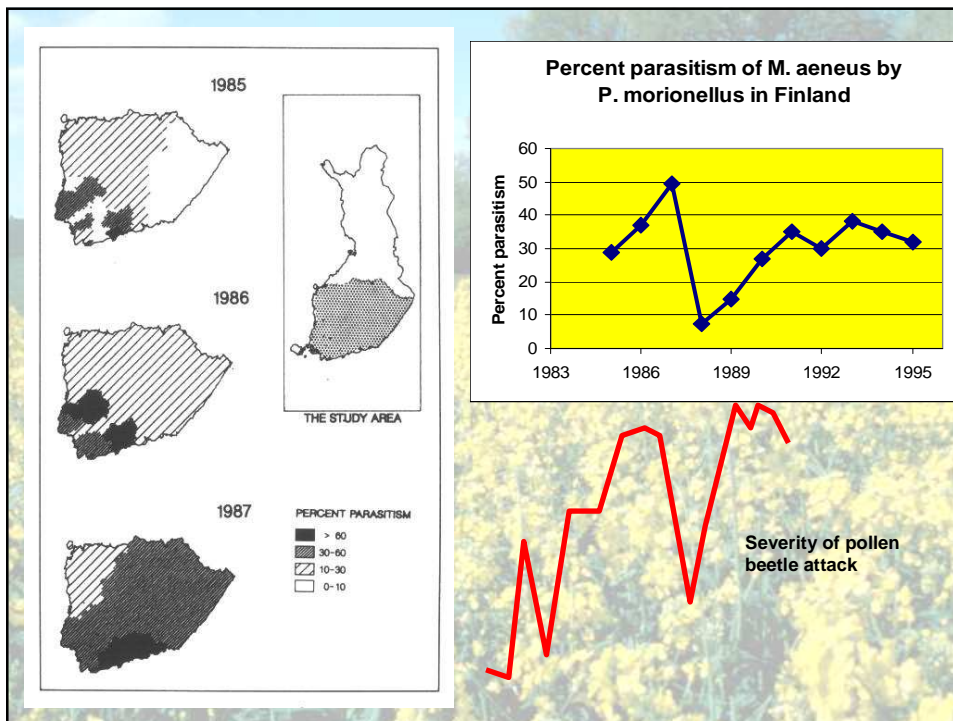 1985
1986
1987
THE STUDY AREA
PERCENT PARASITISM
> 60
30-60
10-30
0-10
Percent parasitism of M. aeneus by
P. morionellus in Finland
Percent parasitism
60
50
40
30
20
10
0
1983 1986 1989 1992 1995
Severity of pollen
beetle attack